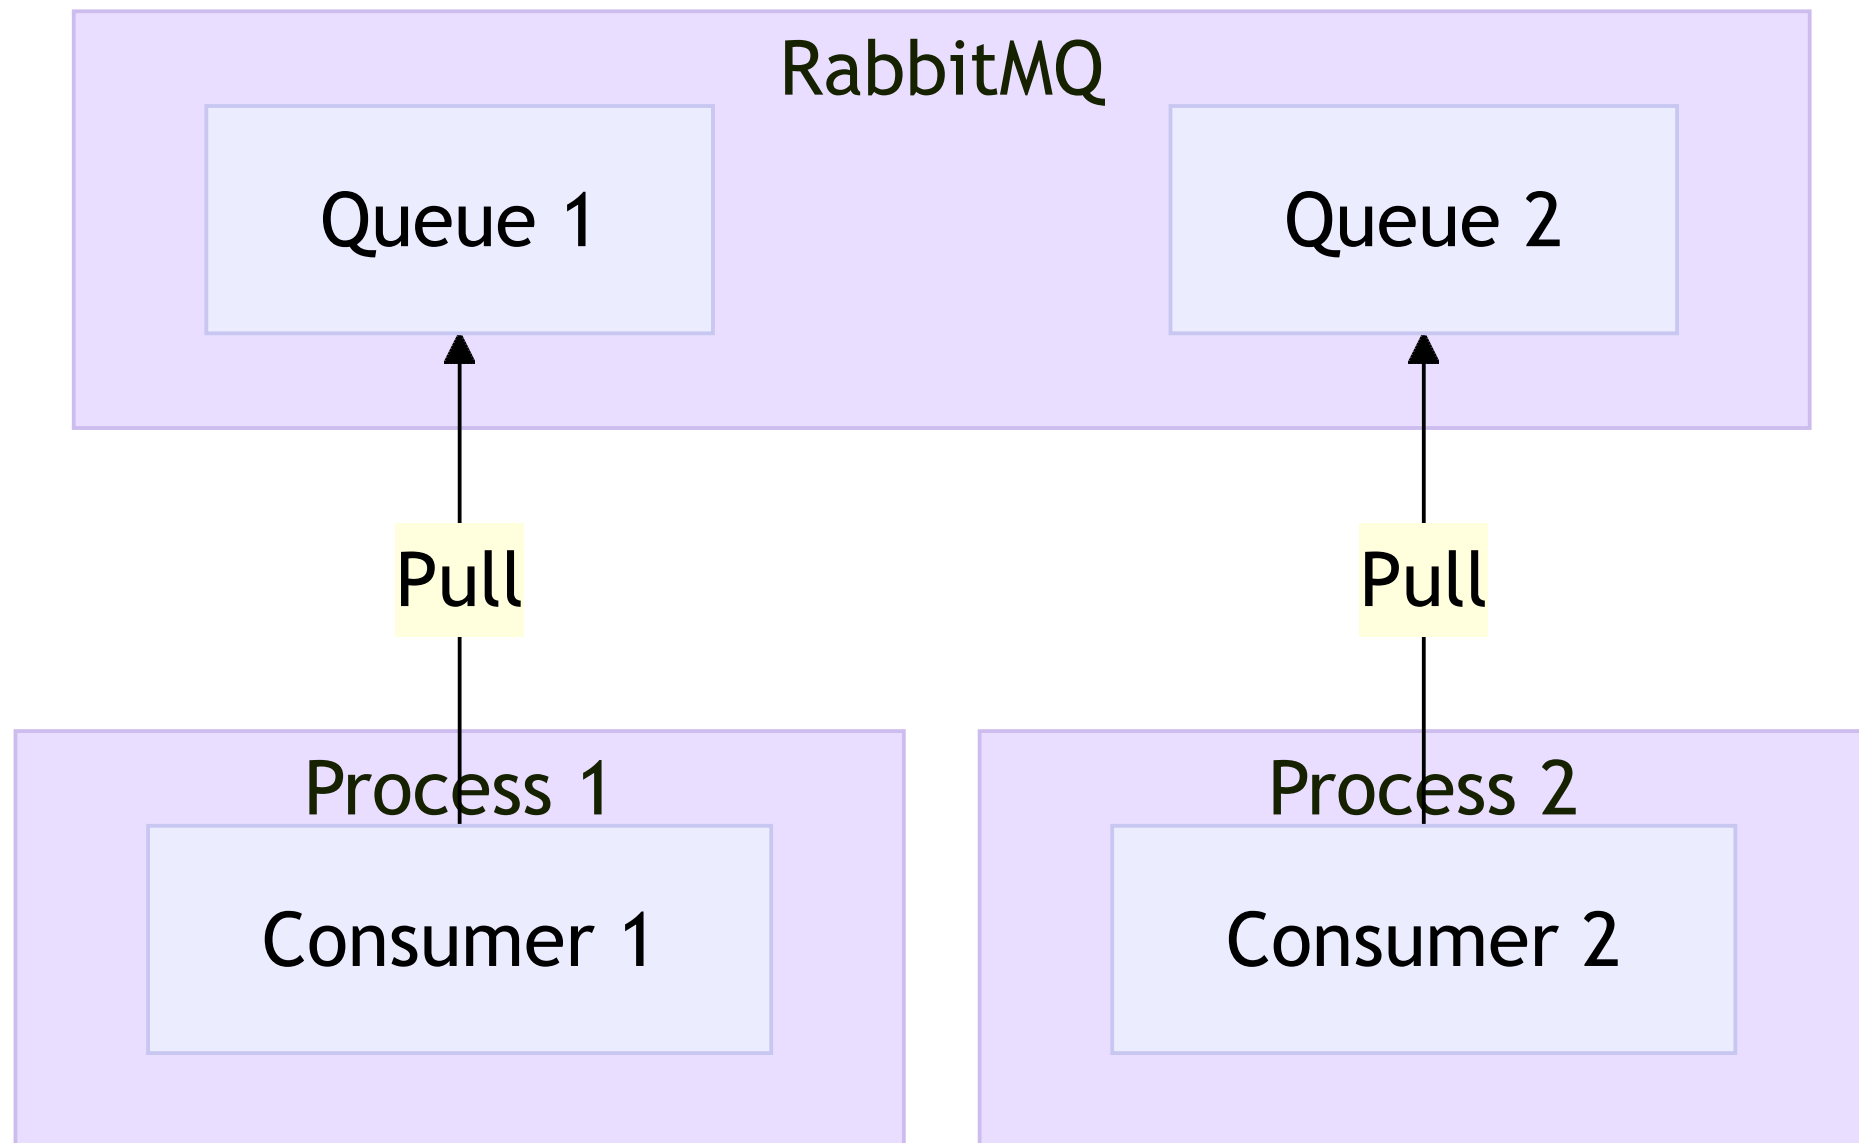 RabbitMQ
Queue 1
Queue 2
Pull
Pull
Process 1
Process 2
Consumer 1
Consumer 2